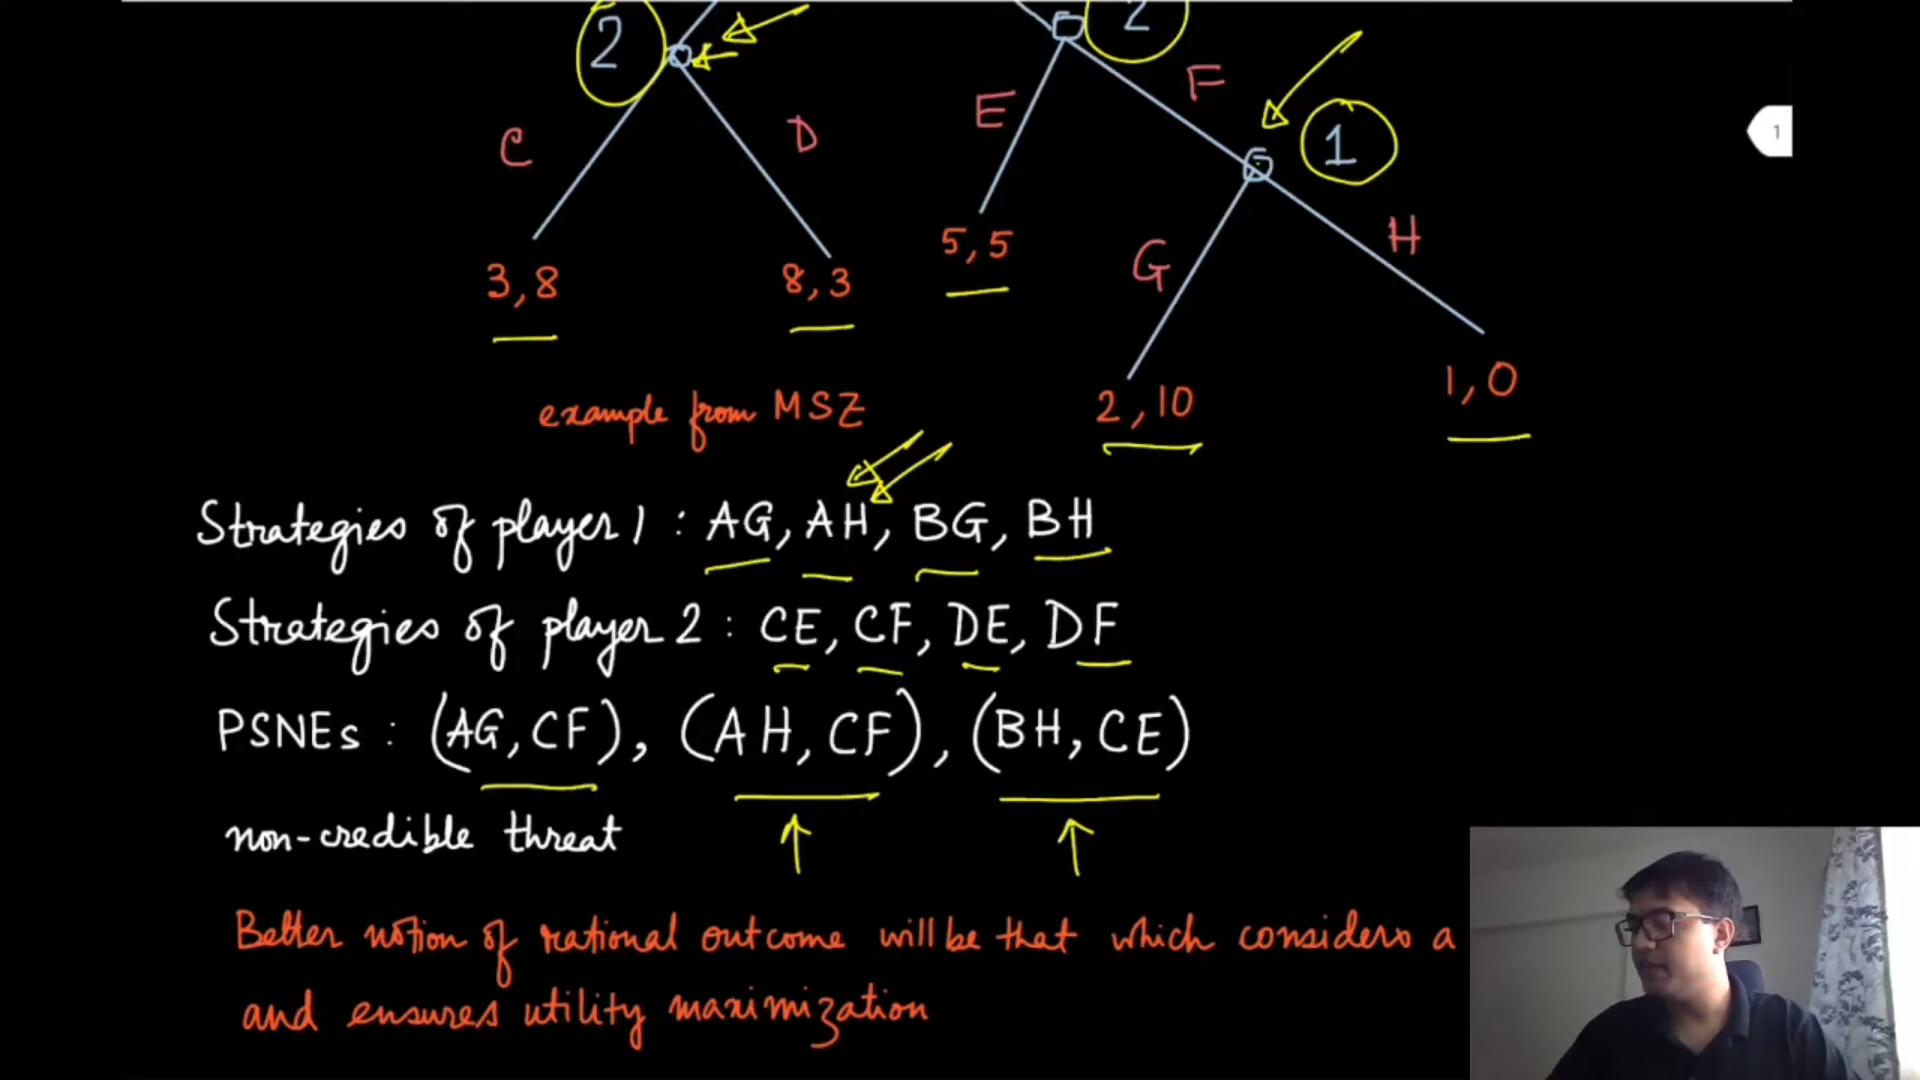 2
2
1
E
F
1
C
D
5,5
G
H
3,8
8,3
2,10
1,0
example from MSZ
Strategies of player 1 : AG, AH, BG, BH
Strategies of player 2 : CE, CF, DE, DF
PSNEs : (AG,CF), (AH,CF), (BH,CE)
non-credible threat
Better notion of rational outcome will be that which considers a
and ensures utility maximization